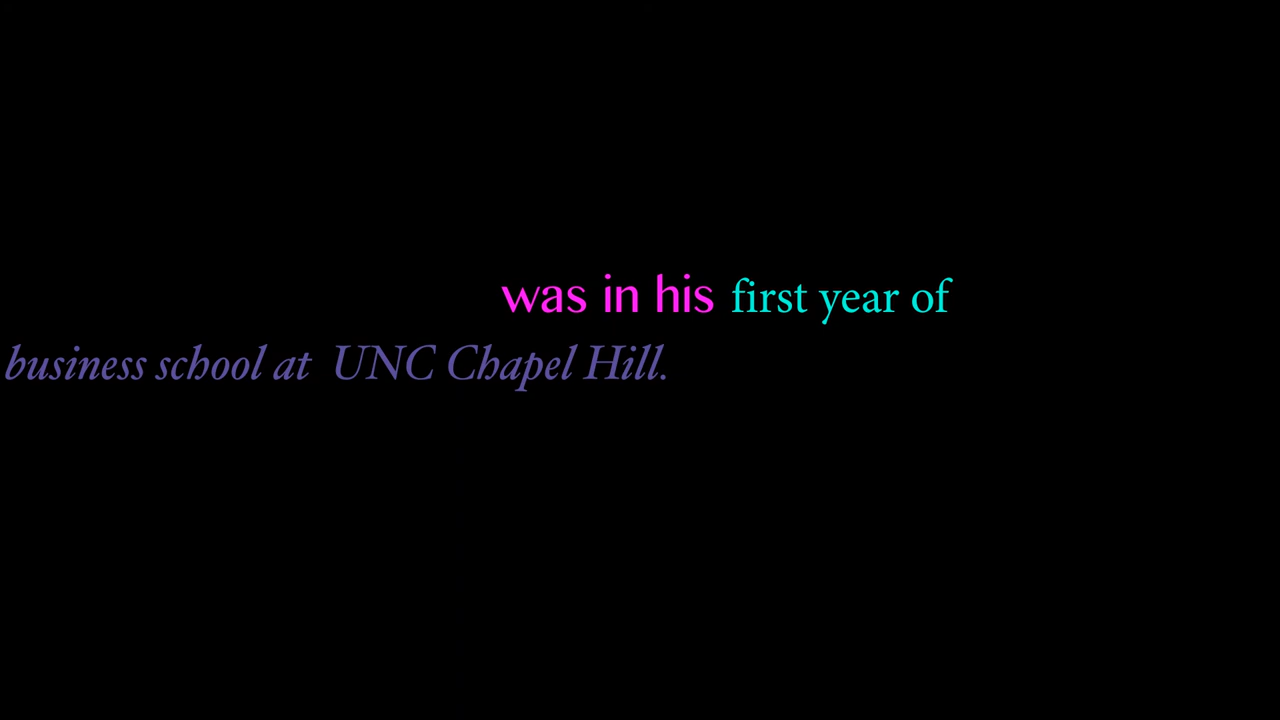 was in his first year of
business school at UNC Chapel Hill.